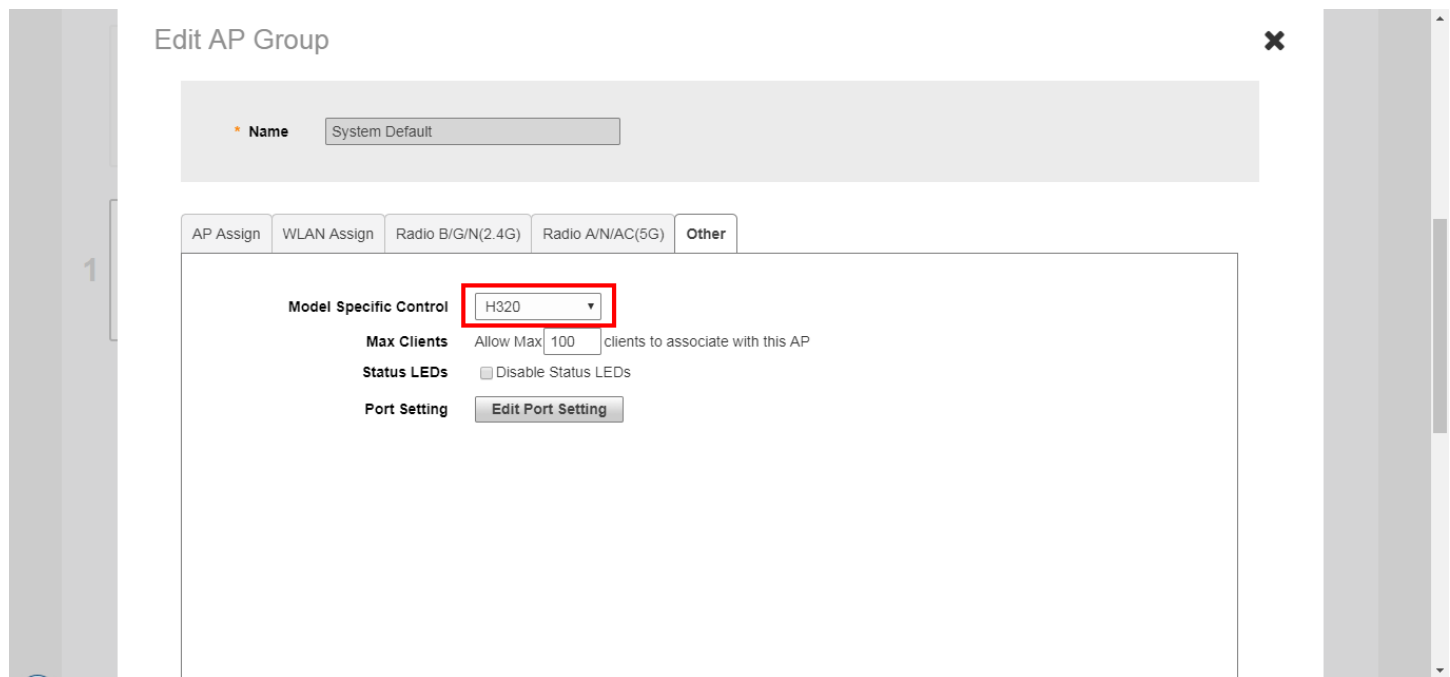 Edit AP Group
* Name System Default
AP Assign WLAN Assign Radio B/G/N(2.4G) Radio A/N/AC(5G) Other
1
Model Specific Control H320
Max Clients Allow Max 100 clients to associate with this AP
Status LEDs Disable Status LEDs
Port Setting Edit Port Setting